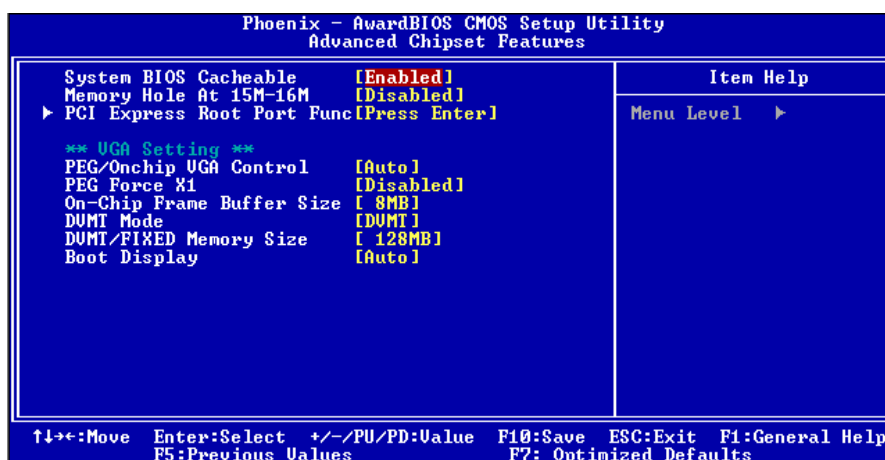 Phoenix - AwardBIOS CMOS Setup Utility
Advanced Chipset Features
System BIOS Cacheable [Enabled]
Memory Hole At 15M-16M [Disabled]
PCI Express Root Port Func[Press Enter]
** VGA Setting **
PEG/Onchip VGA Control [Auto]
PEG Force X1 [Disabled]
On-Chip Frame Buffer Size [ 8MB]
DVMT Mode [DVMT]
DVMT/FIXED Memory Size [ 128MB]
Boot Display [Auto]
Item Help
Menu Level
↑↓→←:Move Enter:Select +/-/PU/PD:Value F10:Save ESC:Exit F1:General Help
F5:Previous Values F7: Optimized Defaults